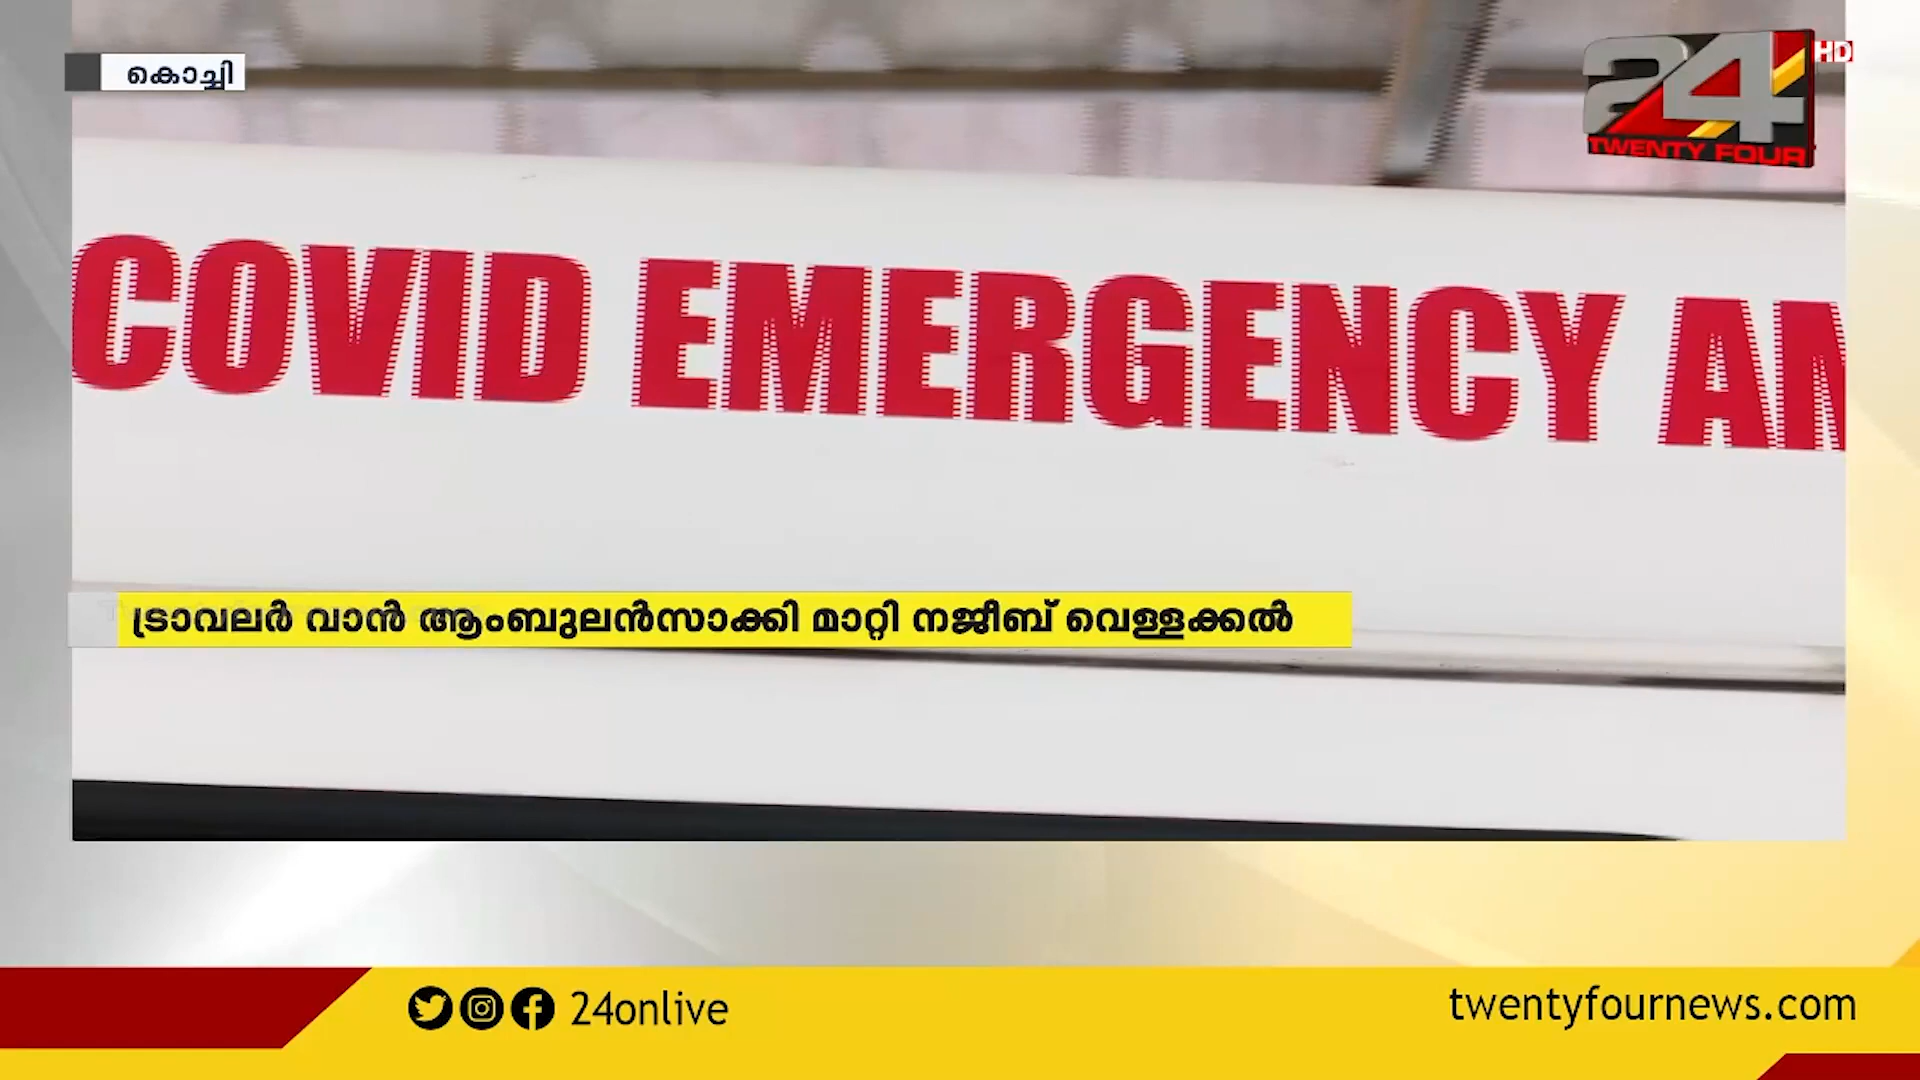 കൊച്ചി
24
HD
TWENTY FOUR
COVID EMERGENCY AM
ട്രാവലർ വാൻ ആംബുലൻസാക്കി മാറ്റി നജീബ് വെള്ളക്കൽ
24onlive
twentyfournews.com